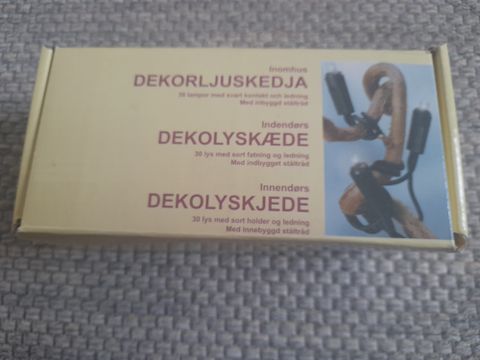 Inomhus
DEKORLJUSKEDJA
30 lampor med svart kontakt och ledning
Med inbyggd ståltråd
Indendørs
DEKOLYSKÆDE
30 lys med sort fatning og ledning
Med indbygget ståltråd
Innendørs
DEKOLYSKJEDE
30 lys med sort holder og ledning
Med innebyggd ståltråd